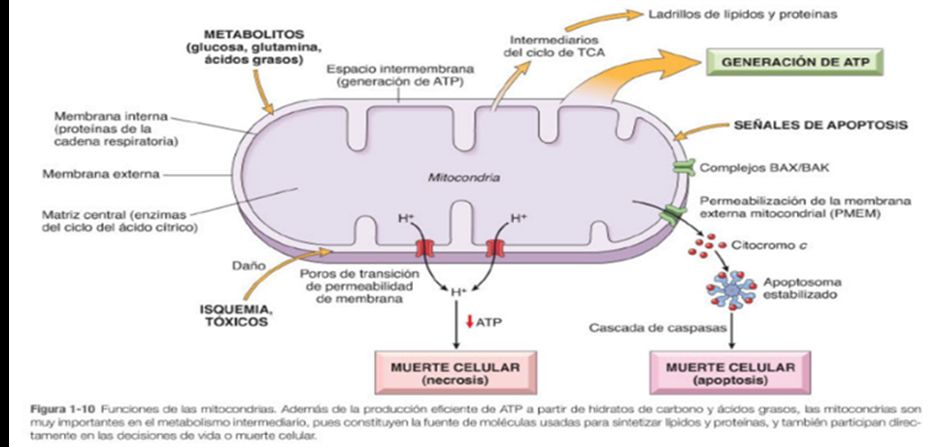 Ladrillos de lípidos y proteínas
METABOLITOS
(glucosa, glutamina,
ácidos grasos)
Intermediarios
del ciclo de TCA
GENERACIÓN DE ATP
Espacio intermembrana
(generación de ATP)
Membrana interna
(proteínas de la
cadena respiratoria)
SEÑALES DE APOPTOSIS
Membrana externa
Mitocondria
Complejos BAX/BAK
Permeabilización de la membrana
externa mitocondrial (PMEM)
Matriz central (enzimas
del ciclo del ácido cítrico)
H+
H+
Citocromo c
Daño
Poros de transición
de permeabilidad
de membrana
H+
Apoptosoma
estabilizado
ISQUEMIA,
TÓXICOS
ATP
Cascada de caspasas
MUERTE CELULAR
(necrosis)
MUERTE CELULAR
(apoptosis)
Figura 1-10 Funciones de las mitocondrias. Además de la producción eficiente de ATP a partir de hidratos de carbono y ácidos grasos, las mitocondrias son
muy importantes en el metabolismo intermediario, pues constituyen la fuente de moléculas usadas para sintetizar lípidos y proteínas, y también participan direc-
tamente en las decisiones de vida o muerte celular.